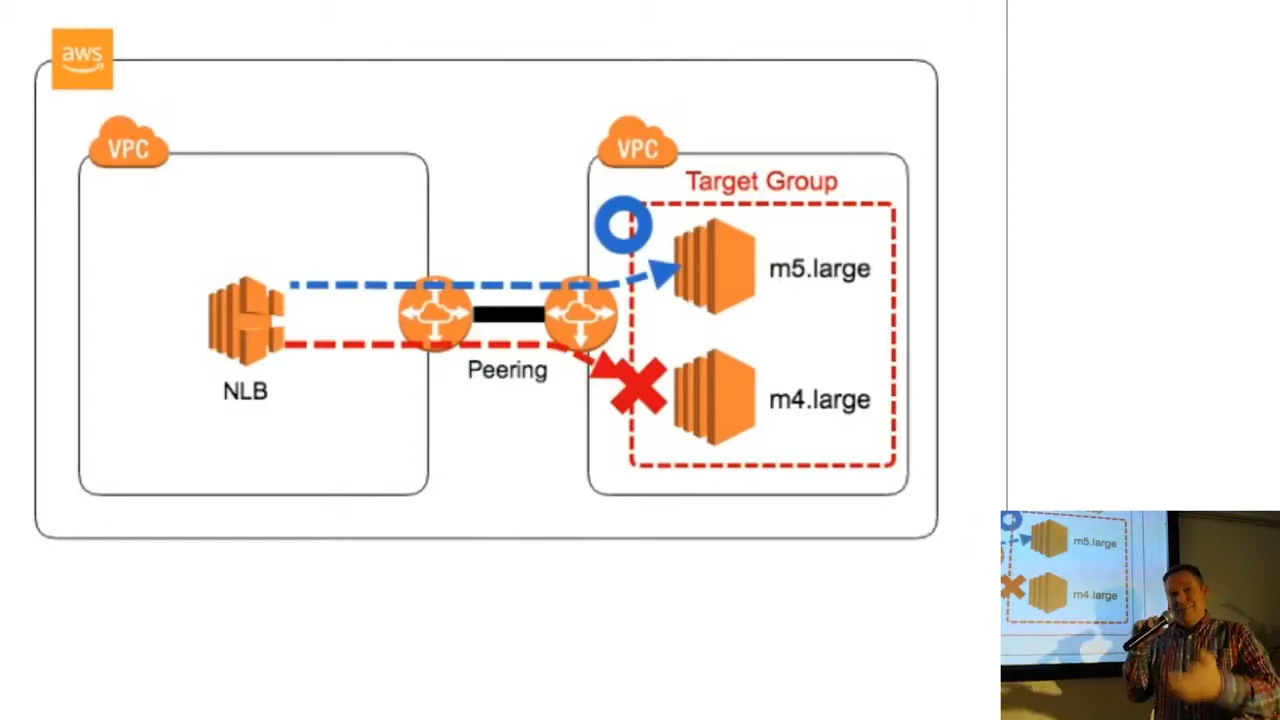 aws
VPC
VPC
Target Group
m5.large
m4.large
NLB
Peering
m5.large
m4.large